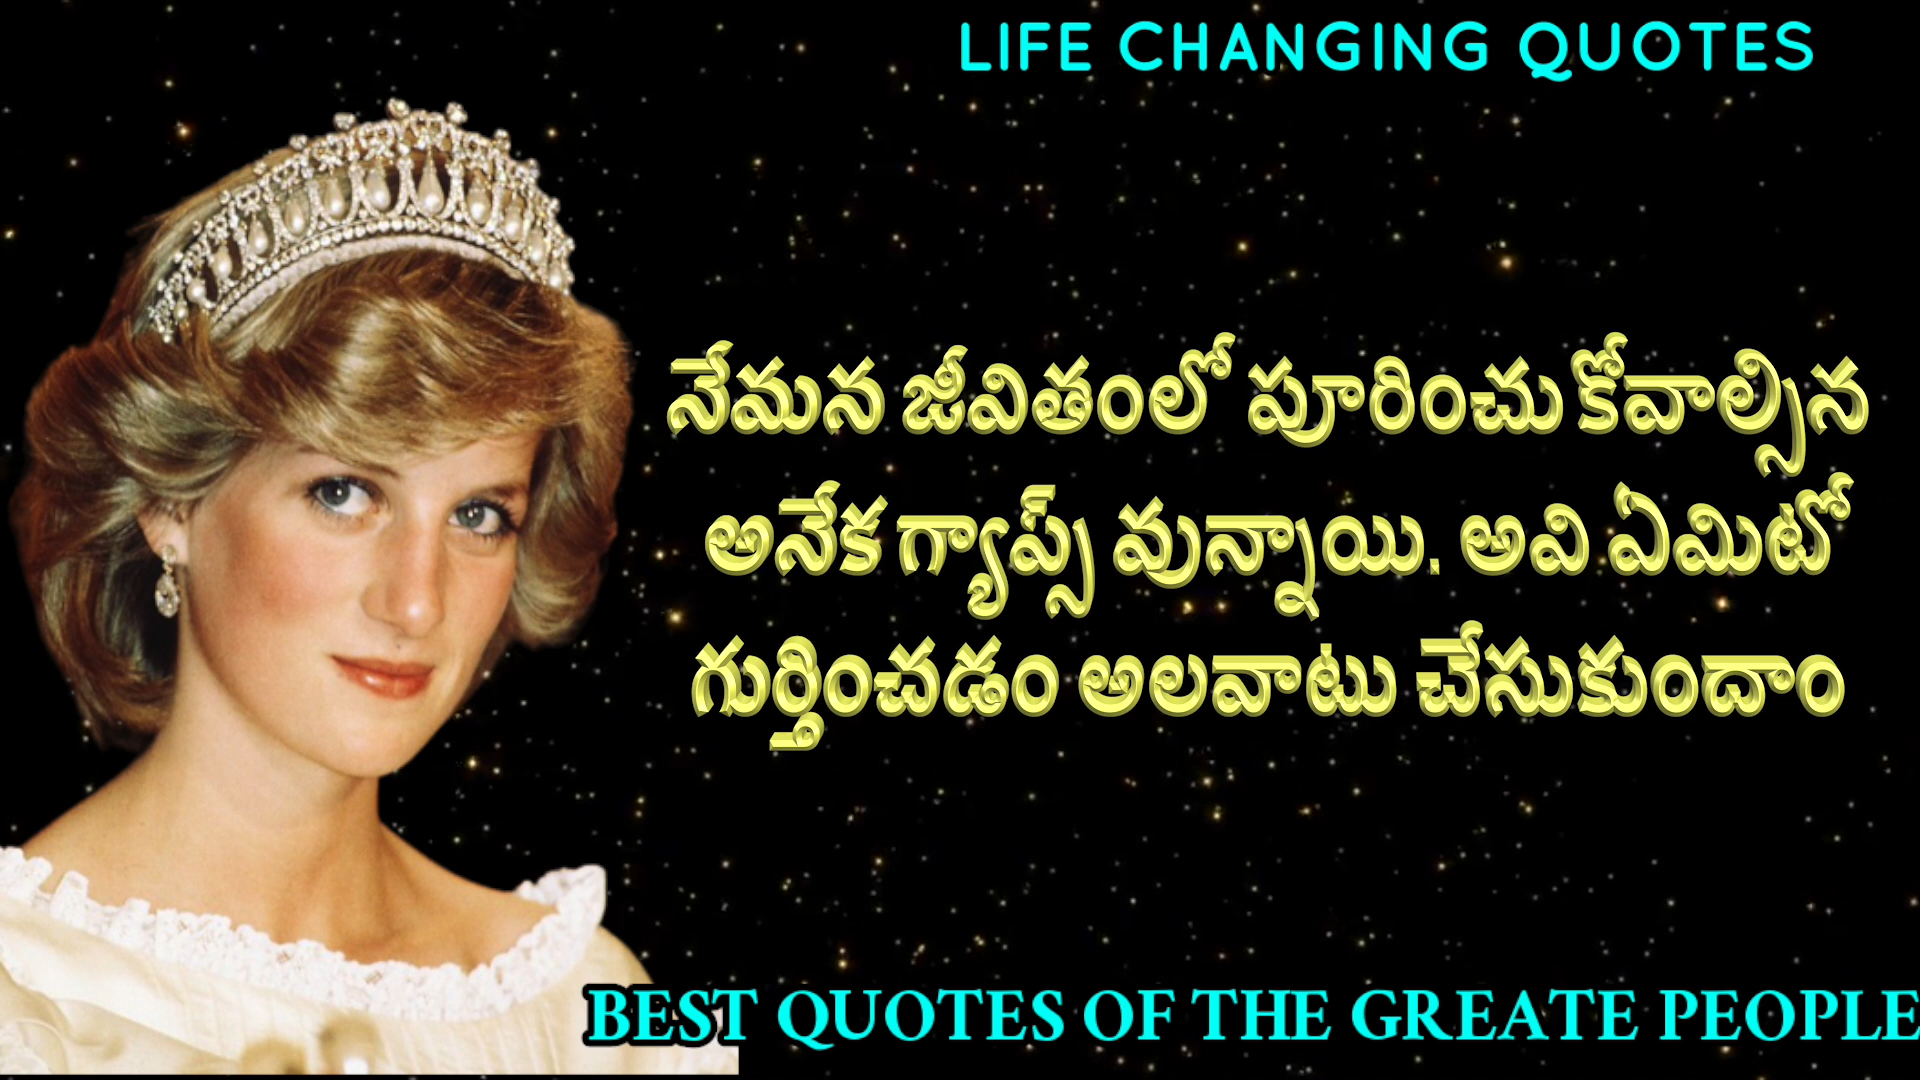 LIFE CHANGING QUOTES
నేమన జీవితంలో పూరించు కోవాల్సిన
అనేక గ్యాప్స్ వున్నాయి. అవి ఏమిటో
గుర్తించడం అలవాటు చేసుకుందాం
BEST QUOTES OF THE GREATE PEOPLE